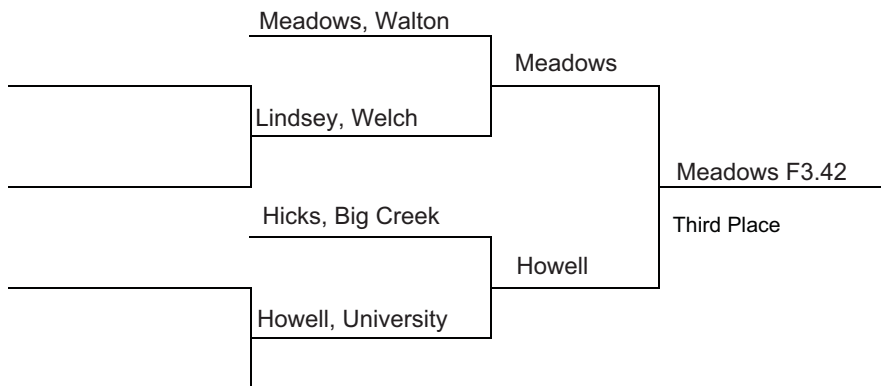 Meadows, Walton
Meadows
Lindsey, Welch
Meadows F3.42
Hicks, Big Creek
Third Place
Howell
Howell, University